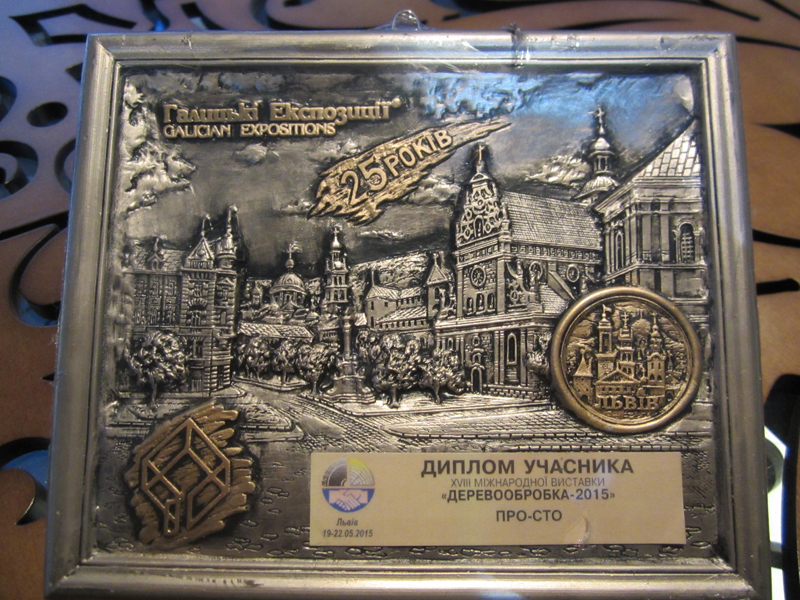 Галицькі Експозиції®
GALICIAN EXPOSITIONS
25 РОКІВ
ЛЬВІВ
ДИПЛОМ УЧАСНИКА
XVIII МІЖНАРОДНОЇ ВИСТАВКИ
«ДЕРЕВООБРОБКА-2015»
ПРО-СТО
Львів
19-22.05.2015